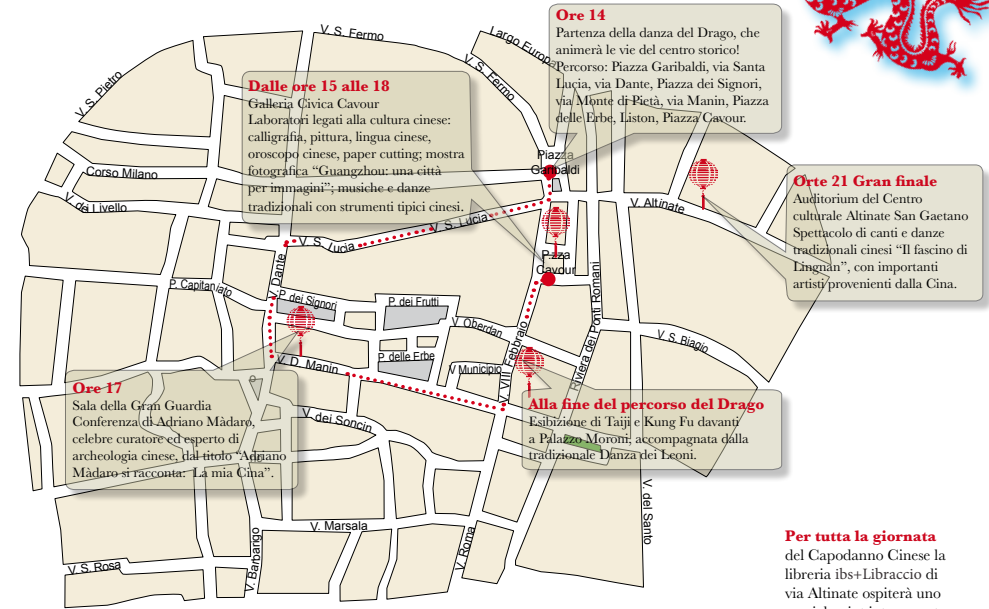 Ore 14
Partenza della danza del Drago, che
animerà le vie del centro storico!
Percorso: Piazza Garibaldi, via Santa
Lucia, via Dante, Piazza dei Signori,
via Monte di Pietà, via Manin, Piazza
delle Erbe, Liston, Piazza Cavour.
Dalle ore 15 alle 18
Galleria Civica Cavour
Laboratori legati alla cultura cinese:
calligrafia, pittura, lingua cinese,
oroscopo cinese, paper cutting; mostra
fotografica “Guangzhou: una città
per immagini”; musiche e danze
tradizionali con strumenti tipici cinesi.
Orte 21 Gran finale
Auditorium del Centro
culturale Altinate San Gaetano
Spettacolo di canti e danze
tradizionali cinesi “Il fascino di
Lingnan”, con importanti
artisti provenienti dalla Cina.
Ore 17
Sala della Gran Guardia
Conferenza di Adriano Màdaro,
celebre curatore ed esperto di
archeologia cinese, dal titolo “Adriano
Màdaro si racconta: La mia Cina”.
Alla fine del percorso del Drago
Esibizione di Taiji e Kung Fu davanti
a Palazzo Moroni, accompagnata dalla
tradizionale Danza dei Leoni.
Per tutta la giornata
del Capodanno Cinese la
libreria ibs+Libraccio di
via Altinate ospiterà uno
V. S. Fermo
Largo Europa
V. S. Fermo
V. S. Pietro
Corso Milano
V. dei Livello
Piazza
Garibaldi
V. Altinate
V. S. Lucia
V. S. Lucia
P.zza
Cavour
V. Dante
P. Capitaniato
P. dei Signori
P. dei Frutti
V. Oberdan
V. VIII Febbraio
Riviera dei Ponti Romani
V. S. Biagio
V. D. Manin
P. delle Erbe
V Municipio
V. dei Soncin
V. Marsala
V. Barbarigo
V. Roma
V. del Santo
V. S. Rosa